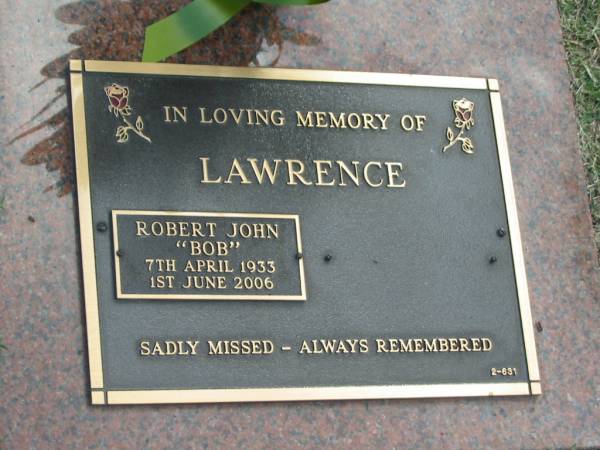 IN LOVING MEMORY OF
LAWRENCE
ROBERT JOHN
"BOB"
7TH APRIL 1933
1ST JUNE 2006
SADLY MISSED – ALWAYS REMEMBERED
2-631